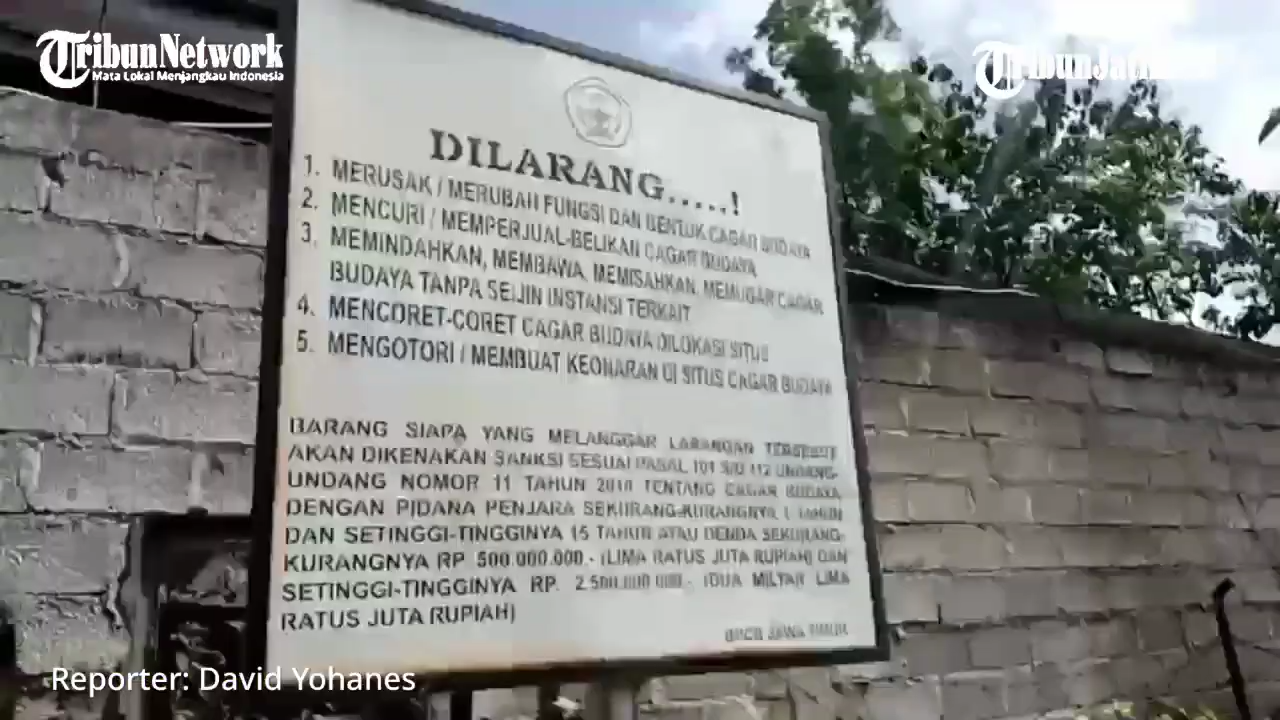 TribunNetwork
Mata Lokal Menjangkau Indonesia
DILARANG.....!
1. MERUSAK / MERUBAH FUNGSI DAN BENTUK CAGAR BUDAYA
2. MENCURI / MEMPERJUAL-BELIKAN CAGAR BUDAYA
3. MEMINDAHKAN, MEMBAWA, MEMISAHKAN, MEMUGAR CAGAR
BUDAYA TANPA SEIJIN INSTANSI TERKAIT
4. MENCORET-CORET CAGAR BUDAYA DILOKASI SITUS
5. MENGOTORI / MEMBUAT KEONARAN DI SITUS CAGAR BUDAYA
BARANG SIAPA YANG MELANGGAR LARANGAN TERSEBUT
AKAN DIKENAKAN SANKSI SESUAI PASAL 101 S/D 112 UNDANG-
UNDANG NOMOR 11 TAHUN 2010 TENTANG CAGAR BUDAYA
DENGAN PIDANA PENJARA SEKURANG-KURANGNYA 1 TAHUN
DAN SETINGGI-TINGGINYA 15 TAHUN ATAU DENDA SEKURANG-
KURANGNYA RP 500.000.000.- (LIMA RATUS JUTA RUPIAH) DAN
SETINGGI-TINGGINYA RP. 2.500.000.000.- (DUA MILYAR LIMA
RATUS JUTA RUPIAH)
BPCB JAWA TIMUR
Reporter: David Yohanes